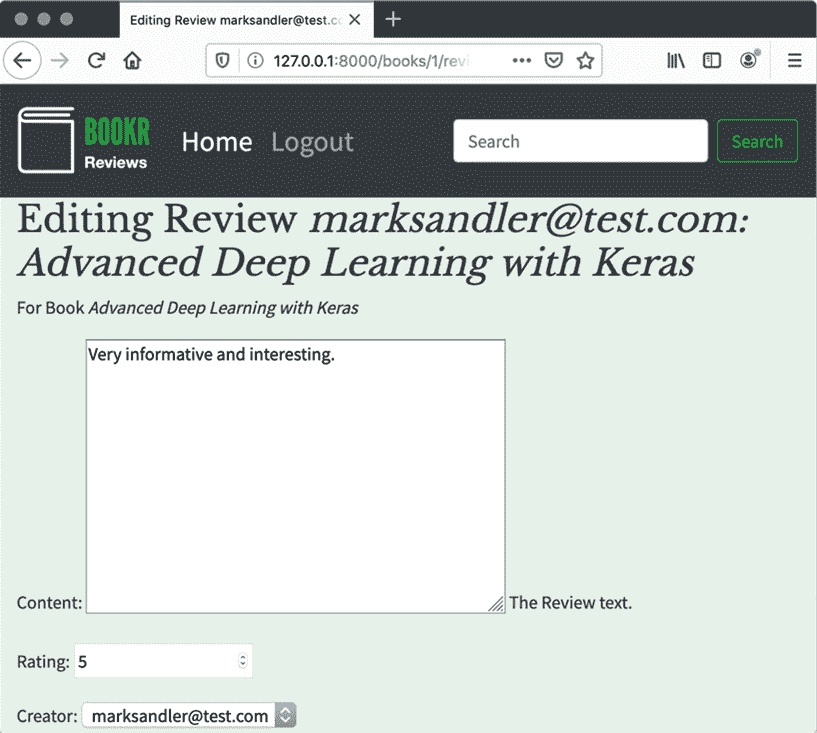 Editing Review marksandler@test.c
127.0.0.1:8000/books/1/revi
BOOKR
Reviews
Home
Logout
Search
Search
Editing Review marksandler@test.com:
Advanced Deep Learning with Keras
For Book Advanced Deep Learning with Keras
Very informative and interesting.
Content:
The Review text.
Rating: 5
Creator: marksandler@test.com